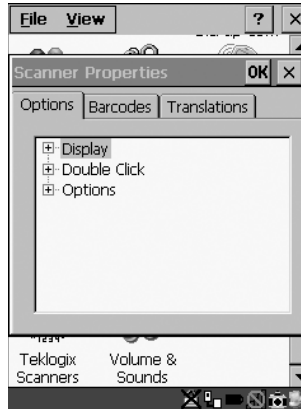 File View ?
Scanner Properties OK
Options Barcodes Translations
Display
Double Click
Options
Teklogix Scanners
Volume & Sounds